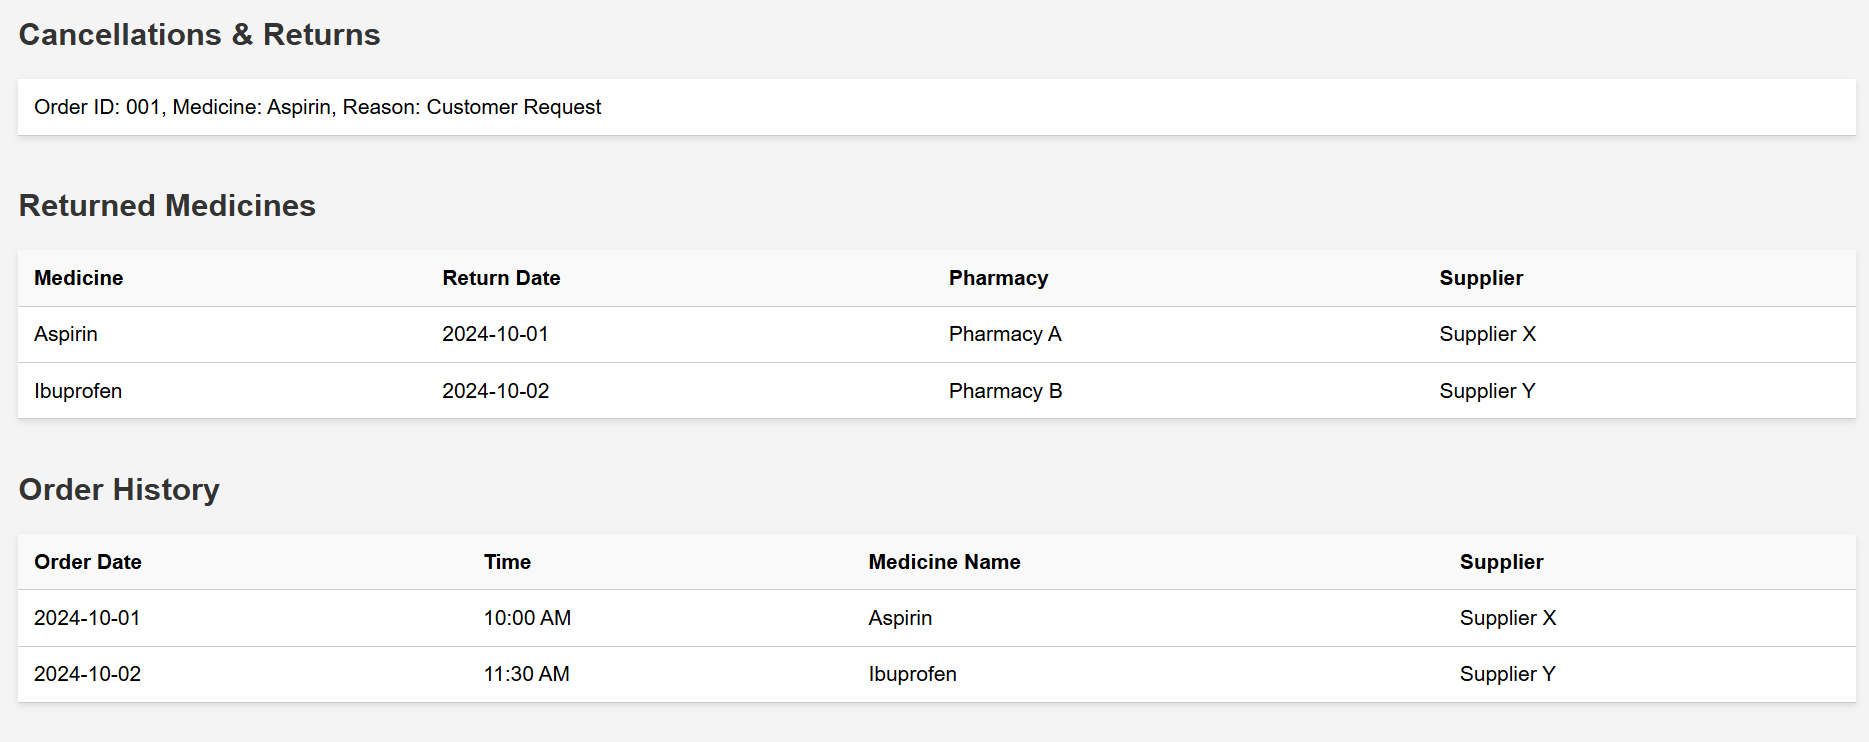 Cancellations & Returns
Order ID: 001, Medicine: Aspirin, Reason: Customer Request
Returned Medicines
Medicine Return Date Pharmacy Supplier
Aspirin 2024-10-01 Pharmacy A Supplier X
Ibuprofen 2024-10-02 Pharmacy B Supplier Y
Order History
Order Date Time Medicine Name Supplier
2024-10-01 10:00 AM Aspirin Supplier X
2024-10-02 11:30 AM Ibuprofen Supplier Y